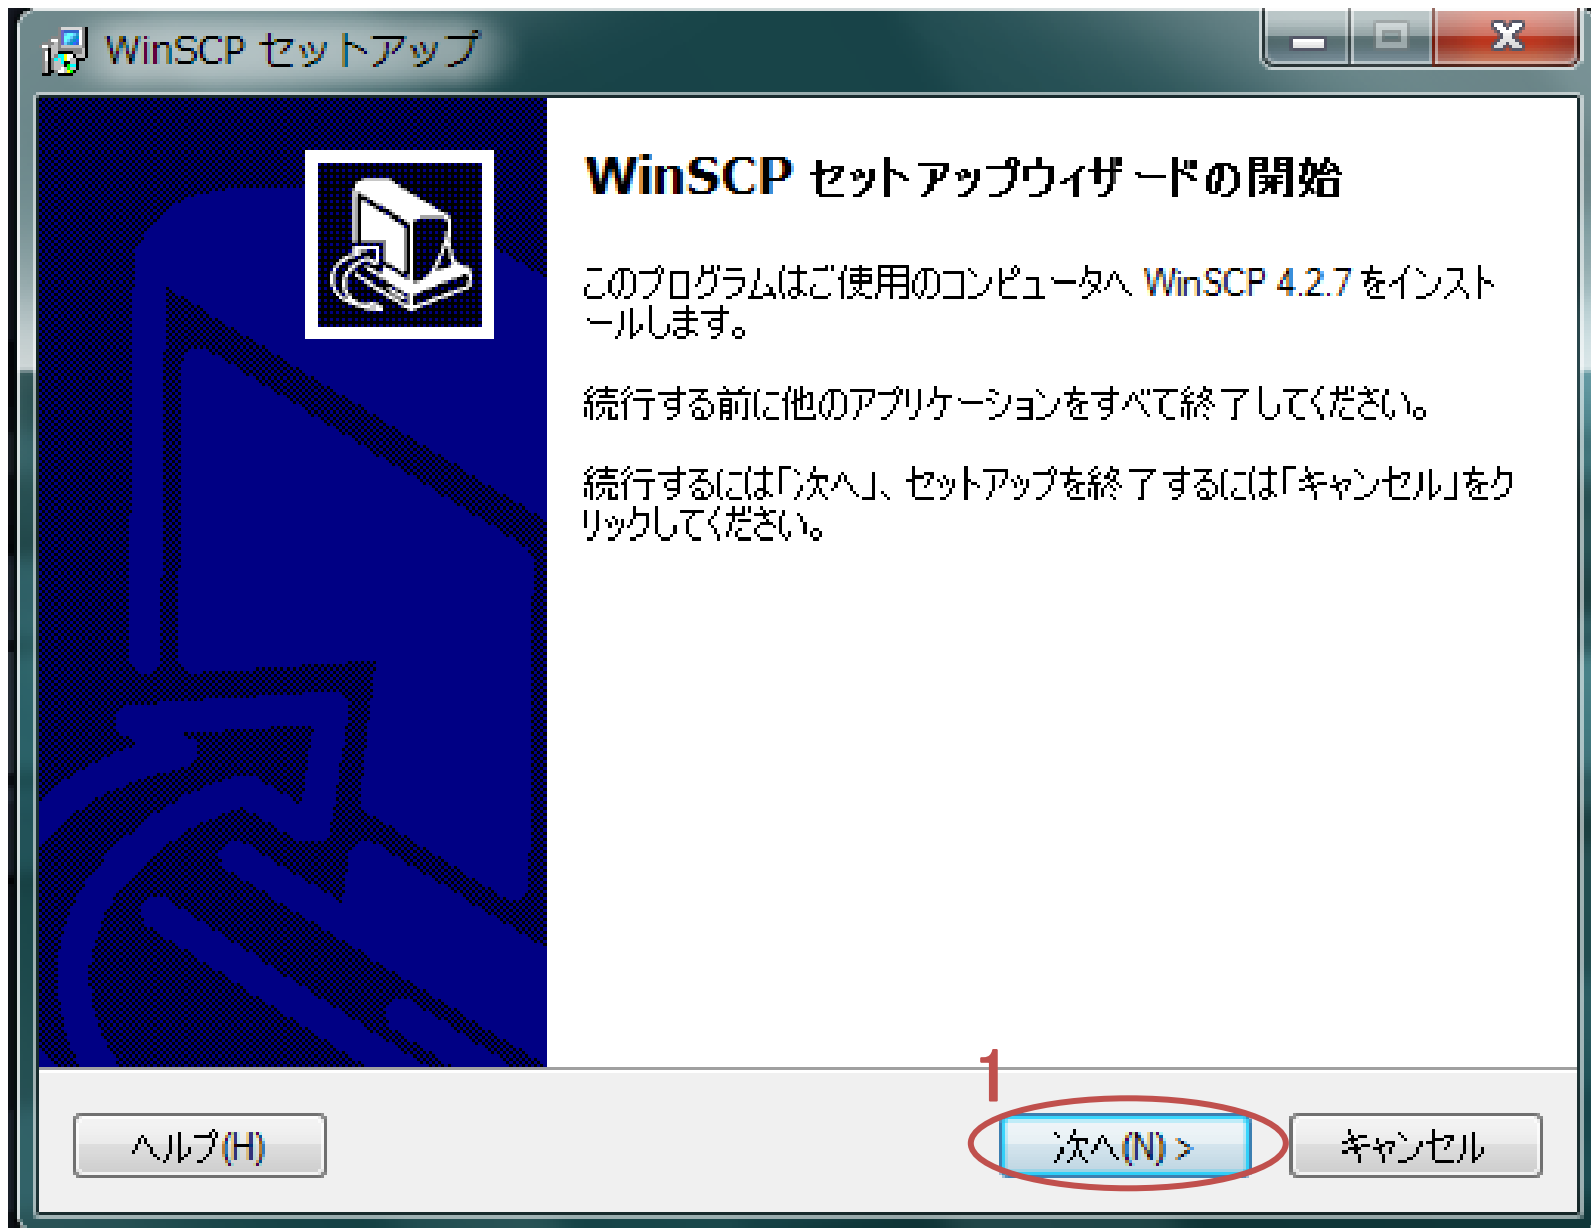 WinSCP セットアップ
WinSCP セットアップウィザードの開始
このプログラムはご使用のコンピュータへ WinSCP 4.2.7 をインスト
ールします。
続行する前に他のアプリケーションをすべて終了してください。
続行するには「次へ」、セットアップを終了するには「キャンセル」をク
リックしてください。
1
ヘルプ(H)
次へ(N) >
キャンセル